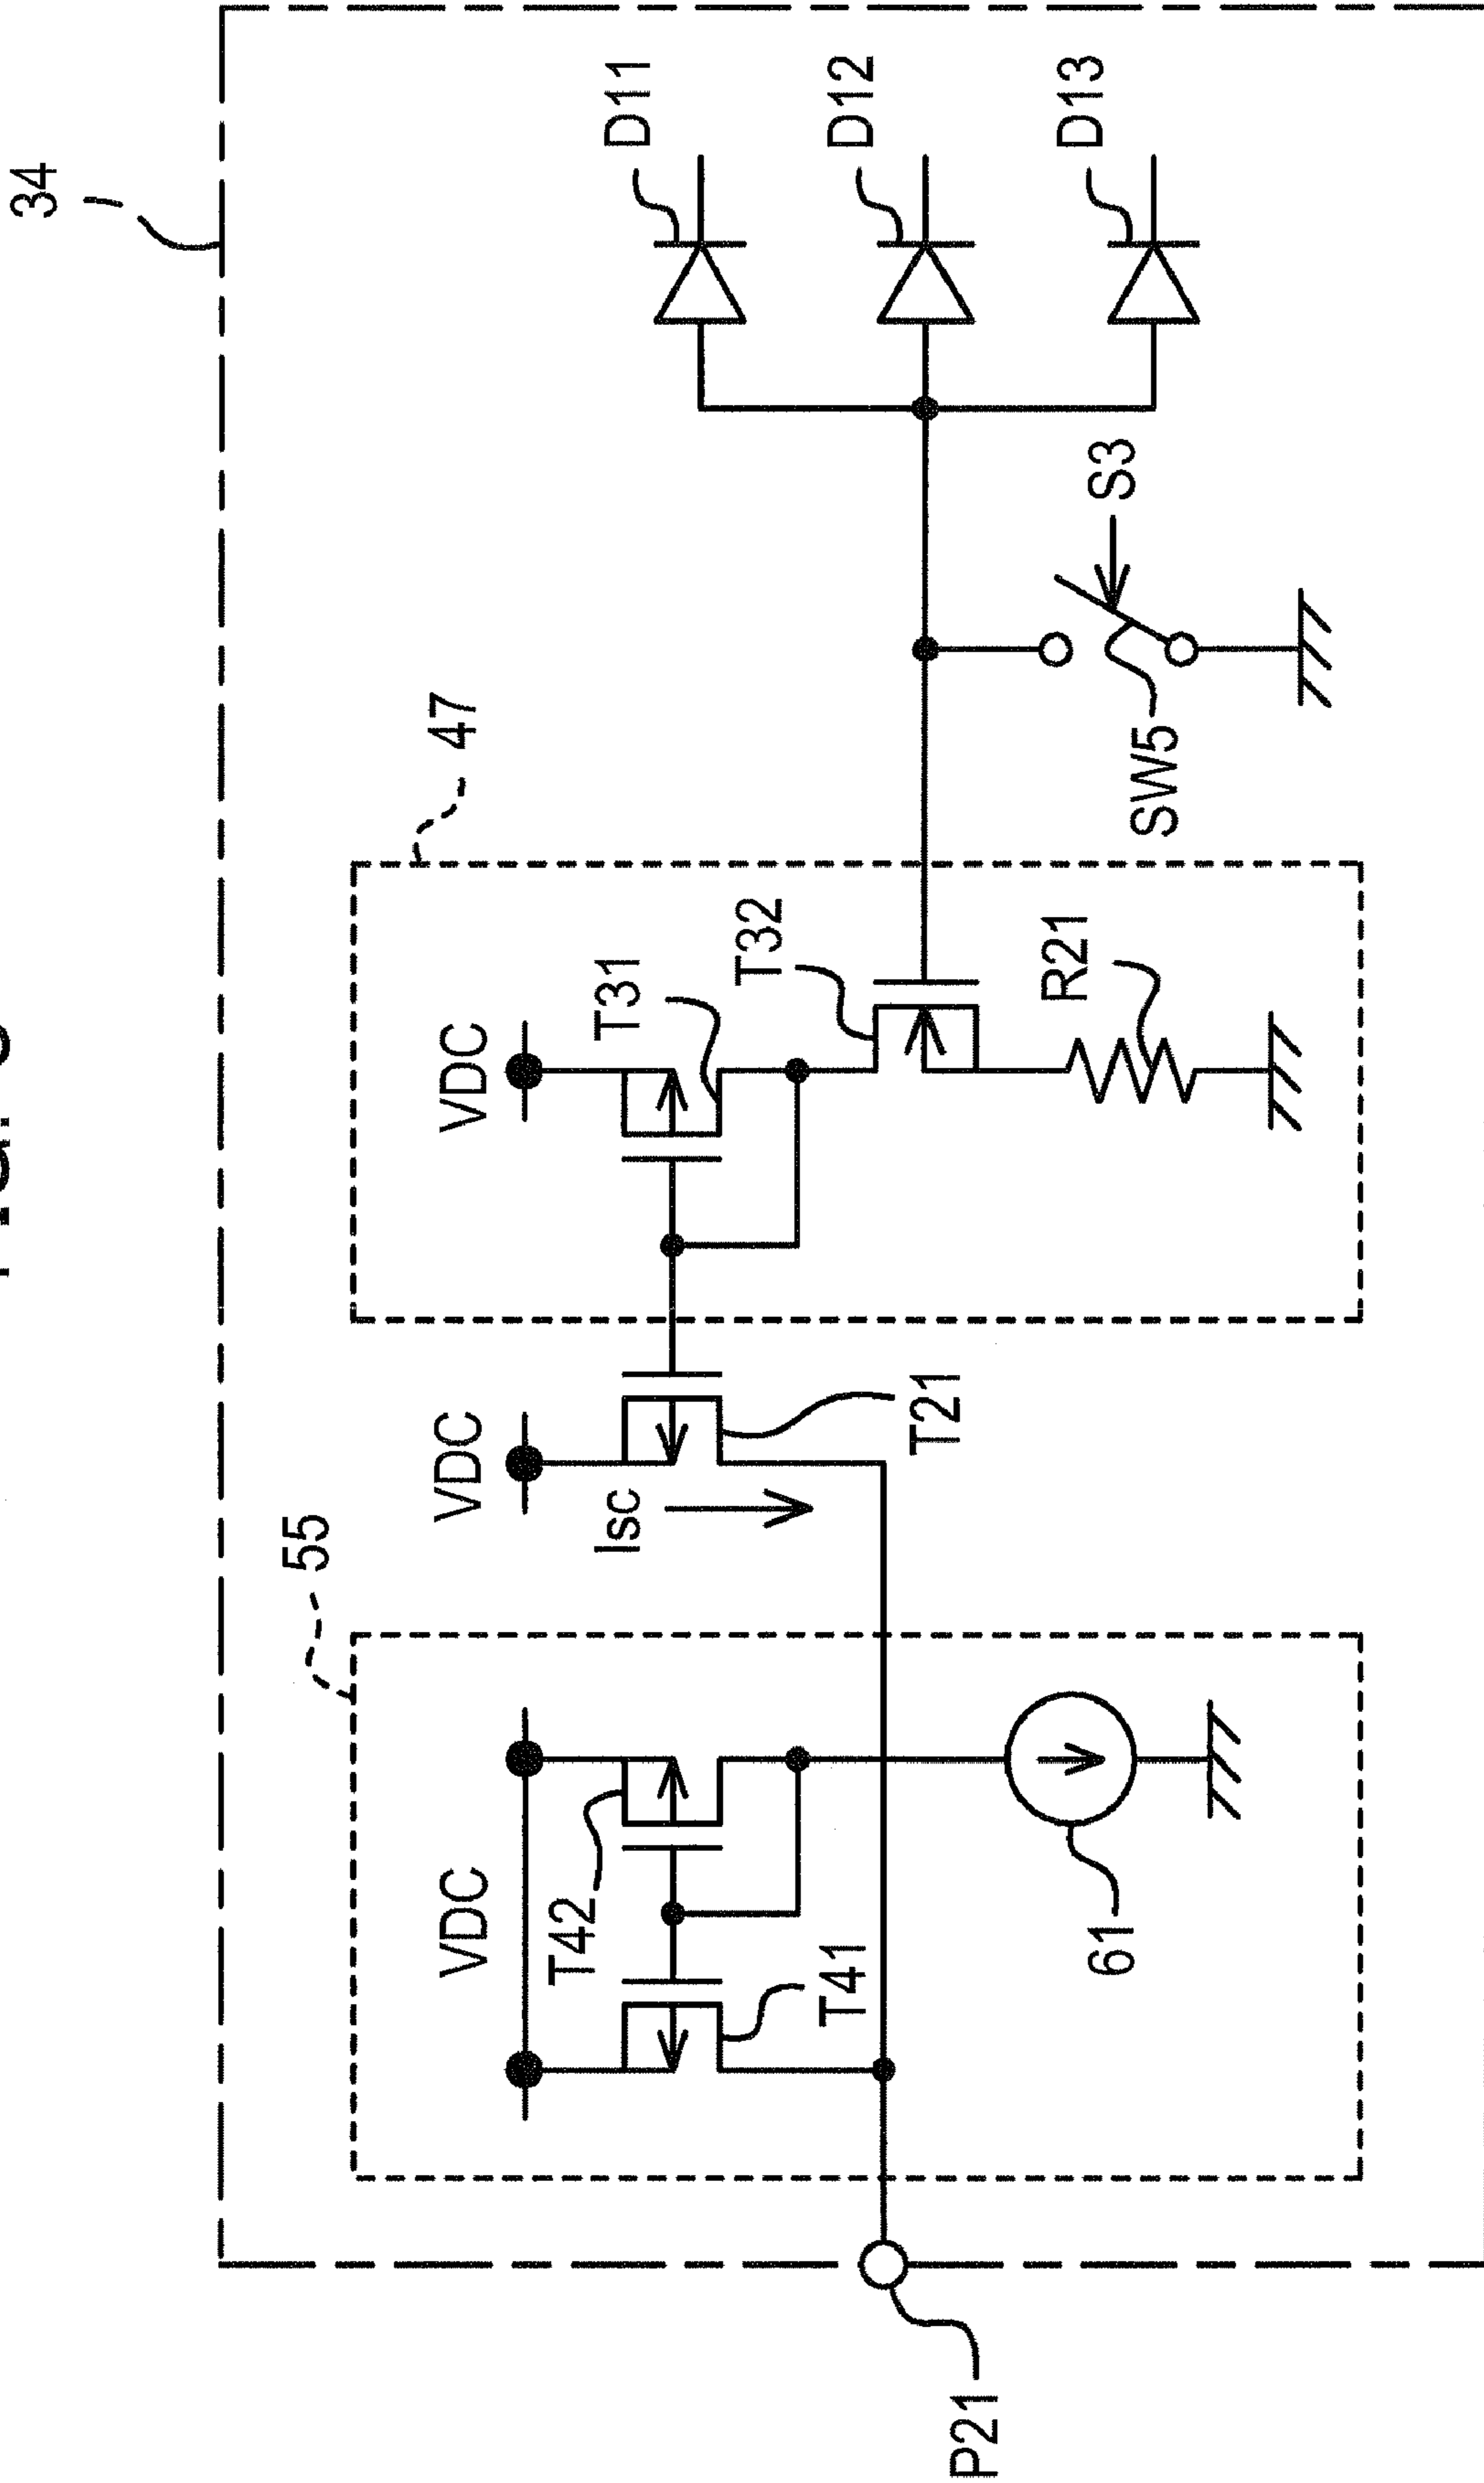 34
55
47
VDC
VDC
VDC
T42
T41
Isc
T21
T31
T32
R21
D11
D12
D13
S3
SW5
61
P21